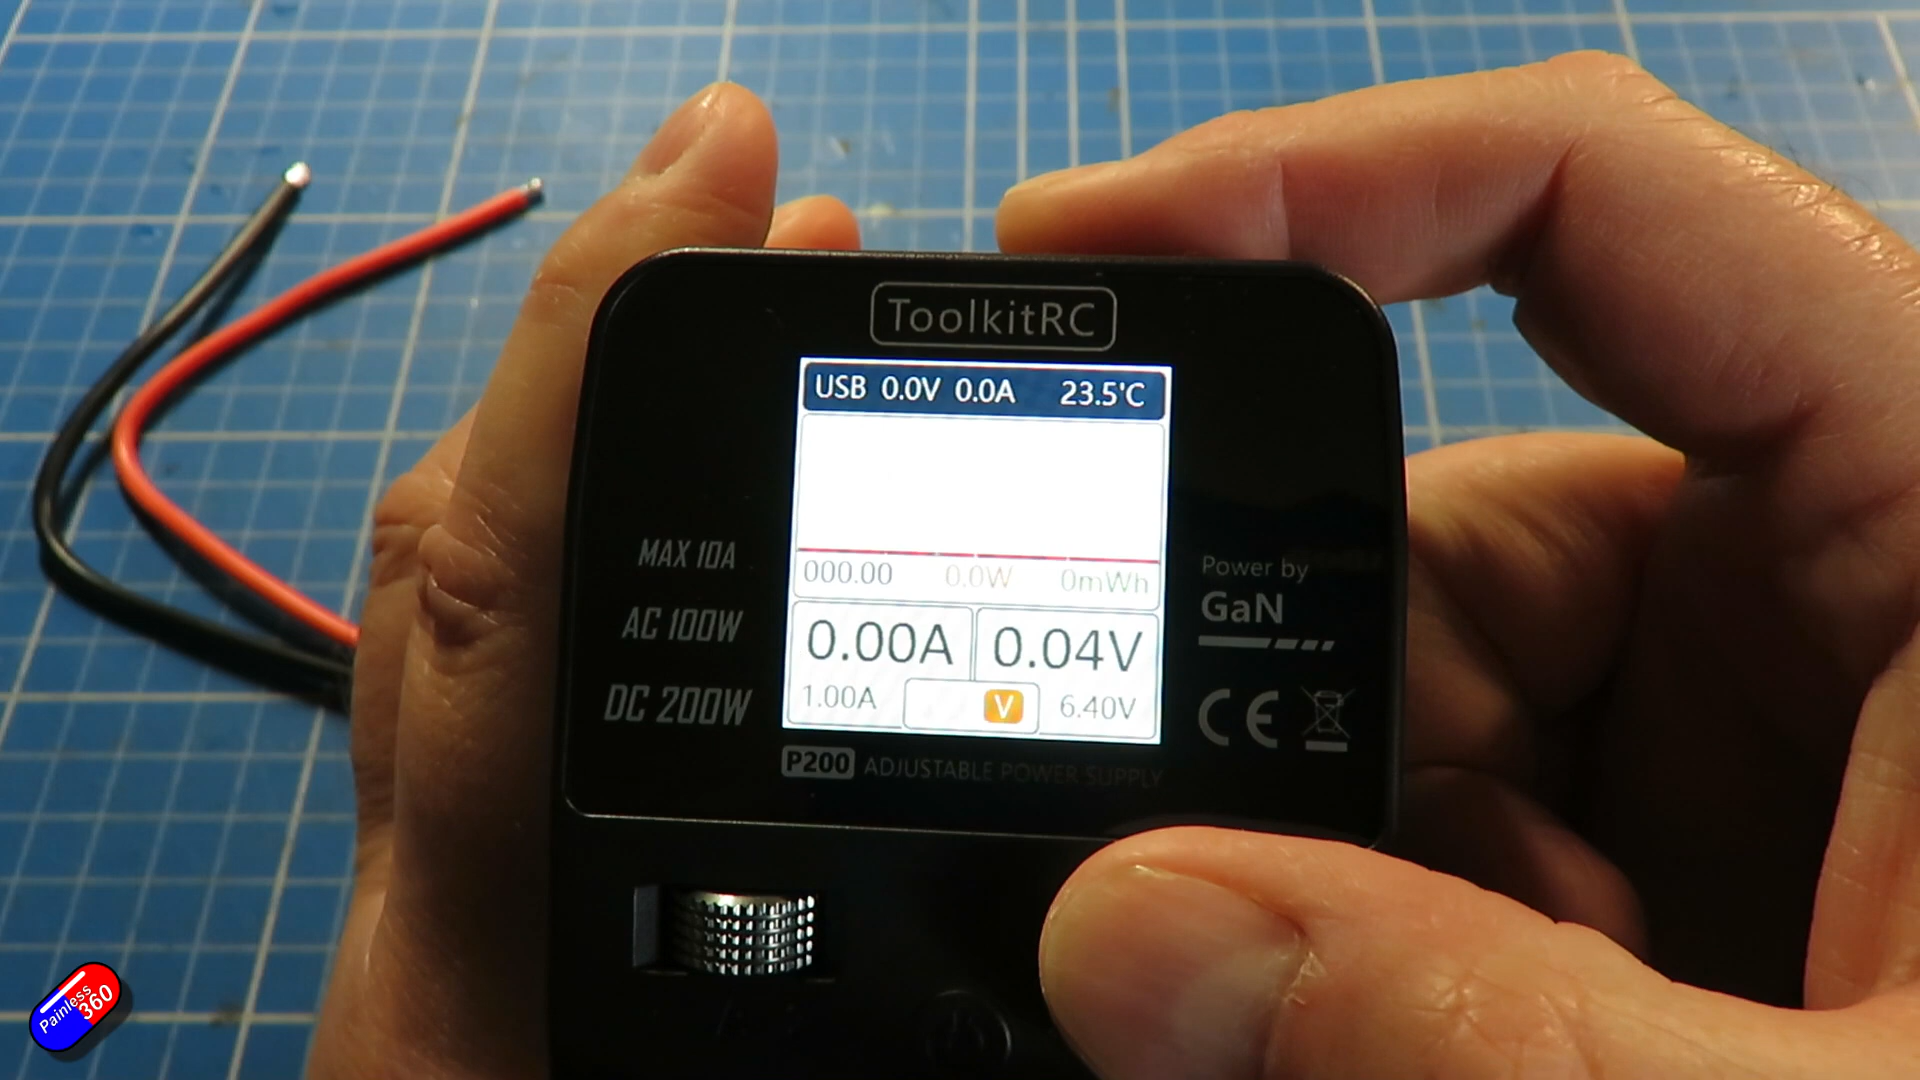 ToolkitRC
USB 0.0V 0.0A 23.5'C
000.00 0.0W 0mWh
0.00A 0.04V
1.00A V 6.40V
MAX 10A
AC 100W
DC 200W
Power by
GaN
CE
P200 ADJUSTABLE POWER SUPPLY
Painless
360